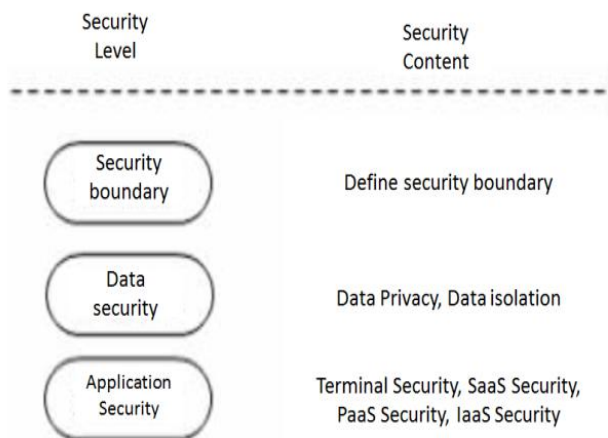 Security
Level
Security
Content
Security
boundary
Define security boundary
Data
security
Data Privacy, Data isolation
Application
Security
Terminal Security, SaaS Security,
PaaS Security, IaaS Security